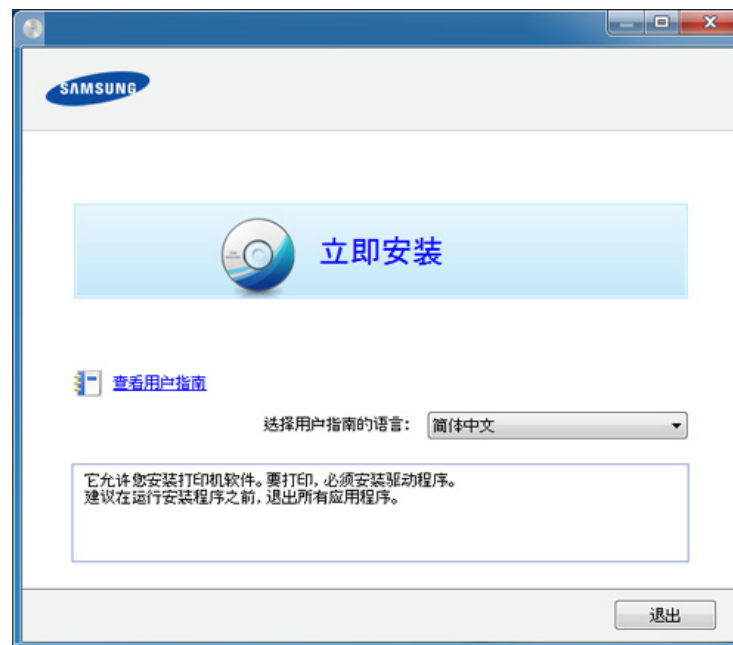 SAMSUNG
立即安装
查看用户指南
选择用户指南的语言：
简体中文
它允许您安装打印机软件。要打印，必须安装驱动程序。
建议在运行安装程序之前，退出所有应用程序。
退出